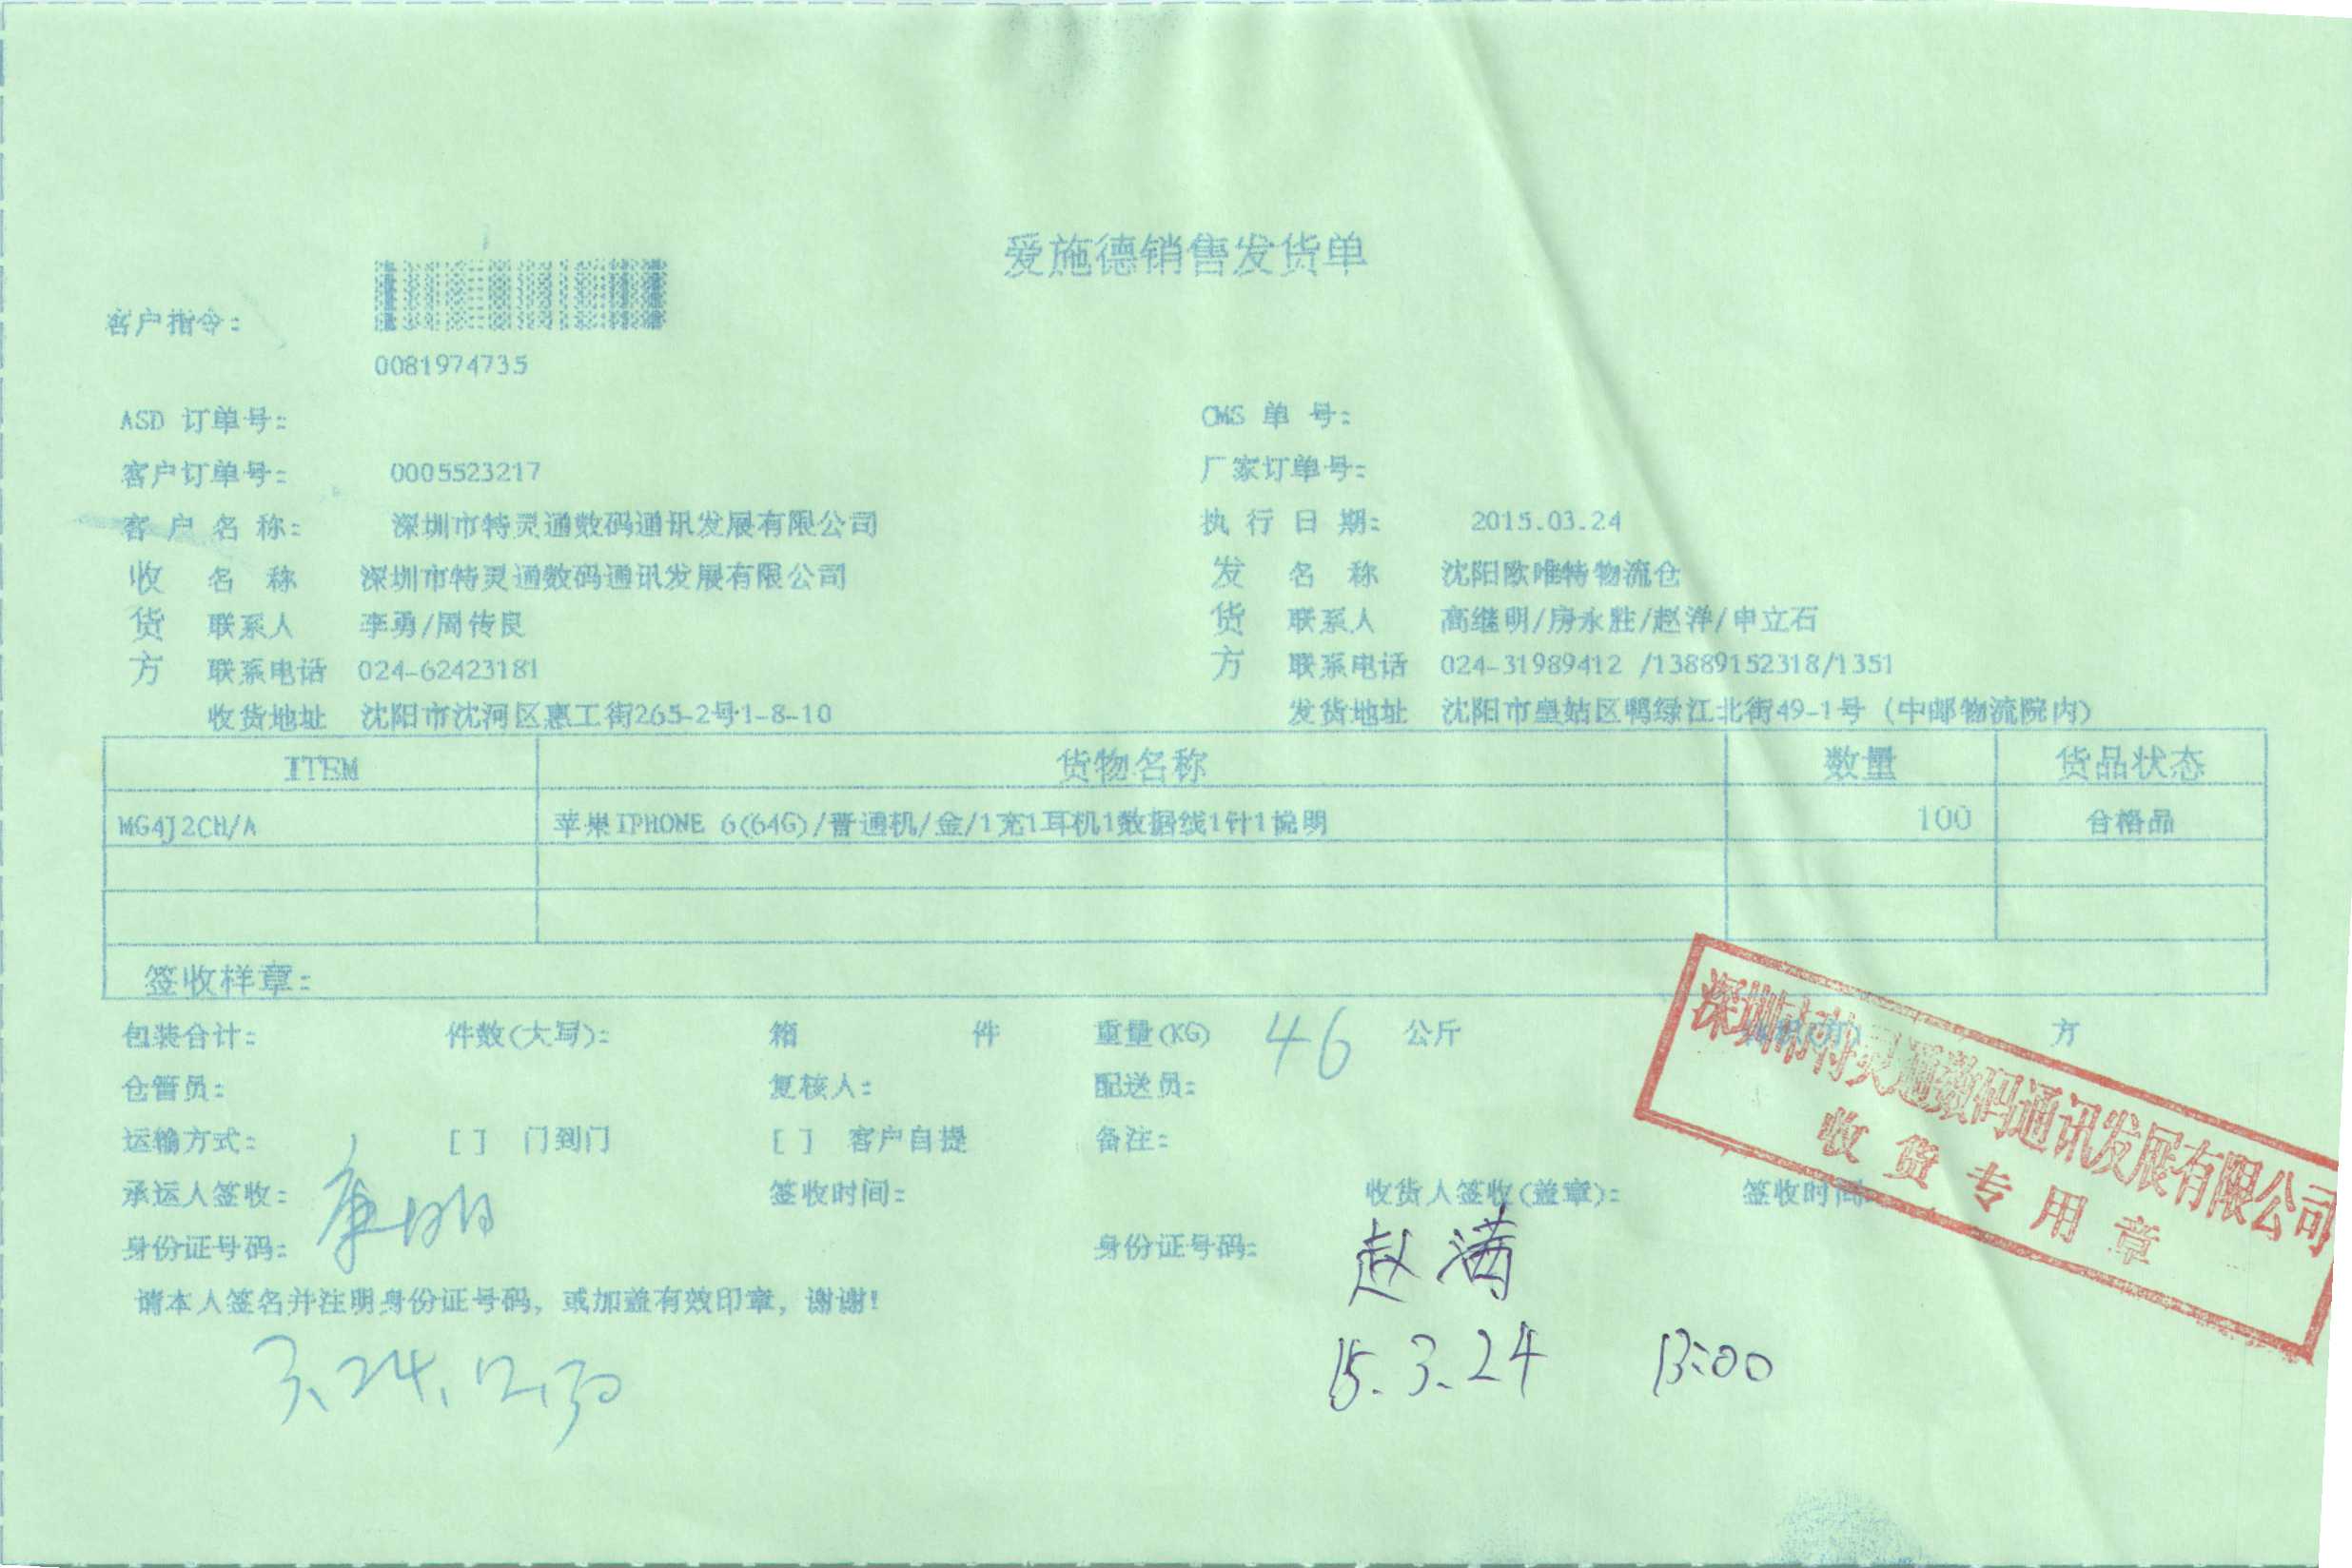 爱施德销售发货单
客户指令:
0081974735
ASD 订单号: CMS 单 号:
客户订单号: 0005523217 厂家订单号:
客 户 名 称: 深圳市特灵通数码通讯发展有限公司 执 行 日 期: 2015.03.24
收 名 称 深圳市特灵通数码通讯发展有限公司 发 名 称 沈阳欧唯特物流仓
货 联系人 李勇/周传良 货 联系人 高继明/房永胜/赵洋/申立石
方 联系电话 024-62423181 方 联系电话 024-31989412 /13889152318/1351
收货地址 沈阳市沈河区惠工街265-2号1-8-10 发货地址 沈阳市皇姑区鸭绿江北街49-1号 (中邮物流院内)
ITEM 货物名称 数量 货品状态
MG4J2CH/A 苹果IPHONE 6(64G)/普通机/金/1充1耳机1数据线1针1说明 100 合格品
签收样章:
包装合计: 件数(大写): 箱 件 重量(KG) 46 公斤 方
仓管员: 复核人: 配送员:
运输方式: [ ] 门到门 [ ] 客户自提 备注:
承运人签收: 签收时间: 收货人签收(盖章): 签收时间
身份证号码: 身份证号码: 赵满
请本人签名并注明身份证号码, 或加盖有效印章, 谢谢!
3.24.12.30 15.3.24 13:00
深圳市特灵通数码通讯发展有限公司
收货专用章